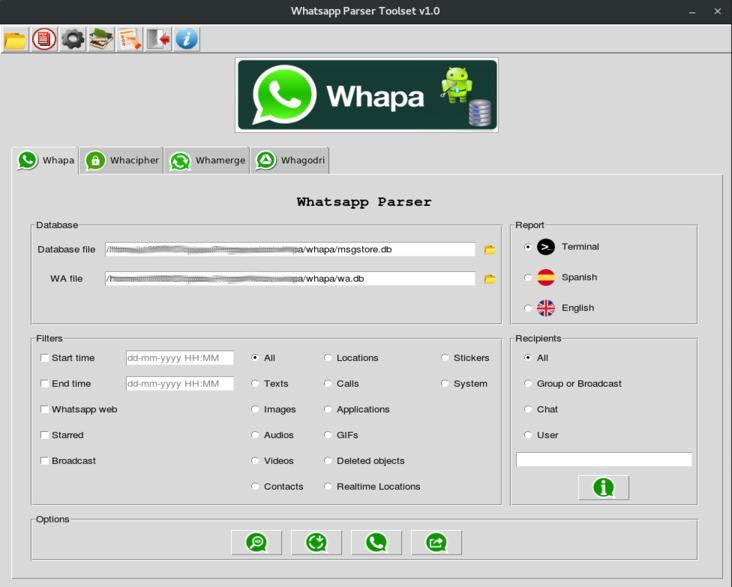 Whatsapp Parser Toolset v1.0
Whapa
Whapa Whacipher Whamerge Whagodri
Whatsapp Parser
Database
Database file pa/whapa/msgstore.db
WA file pa/whapa/wa.db
Report
Terminal
Spanish
English
Filters
Start time dd-mm-yyyy HH:MM All Locations Stickers
End time dd-mm-yyyy HH:MM Texts Calls System
Whatsapp web Images Applications
Starred Audios GIFs
Broadcast Videos Deleted objects
Contacts Realtime Locations
Recipients
All
Group or Broadcast
Chat
User
Options